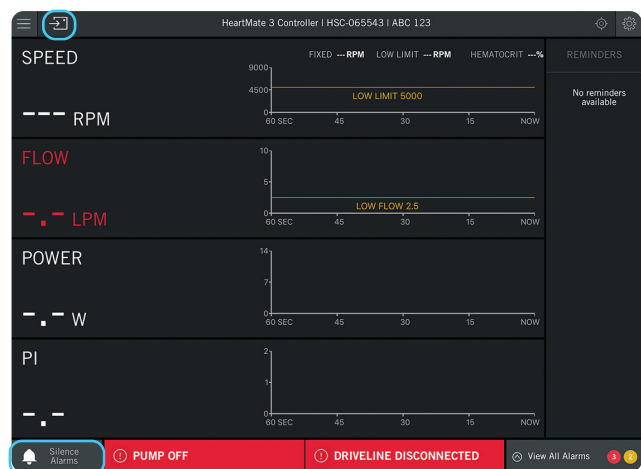 HeartMate 3 Controller I HSC-065543 I ABC 123
SPEED
--- RPM
FIXED --- RPM LOW LIMIT --- RPM HEMATOCRIT ---%
9000
4500
0
LOW LIMIT 5000
60 SEC 45 30 15 NOW
REMINDERS
No reminders
available
FLOW
-.- LPM
10
5
0
LOW FLOW 2.5
60 SEC 45 30 15 NOW
POWER
-.- W
14
7
0
60 SEC 45 30 15 NOW
PI
-.-
2
1
0
60 SEC 45 30 15 NOW
Silence
Alarms
PUMP OFF
DRIVELINE DISCONNECTED
View All Alarms 3 2